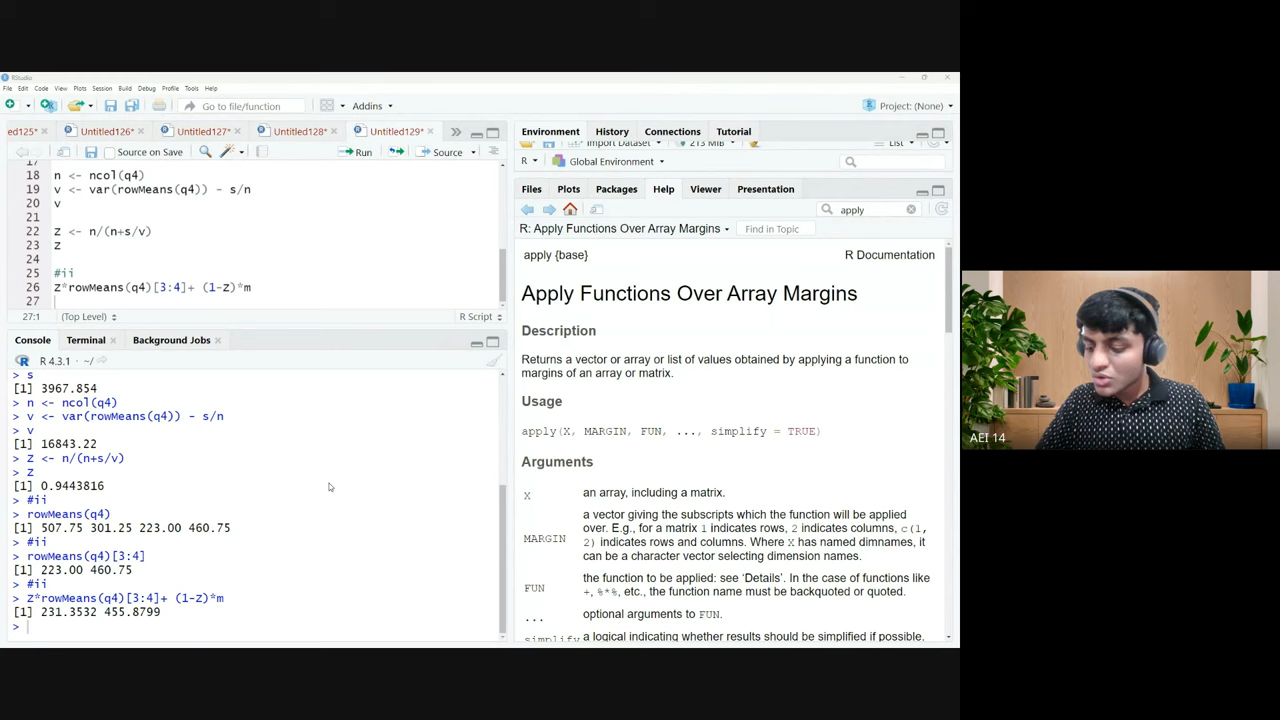 RStudio
File Edit Code View Plots Session Build Debug Profile Tools Help
Go to file/function
Addins
Project: (None)
ed125*
Untitled126*
Untitled127*
Untitled128*
Untitled129*
Source on Save
Run
Source
17
18 n <- ncol(q4)
19 v <- var(rowMeans(q4)) - s/n
20 v
21
22 Z <- n/(n+s/v)
23 Z
24
25 #ii
26 Z*rowMeans(q4)[3:4]+ (1-Z)*m
27
27:1 (Top Level) R Script
Console Terminal Background Jobs
R 4.3.1 · ~/
> s
[1] 3967.854
> n <- ncol(q4)
> v <- var(rowMeans(q4)) - s/n
> v
[1] 16843.22
> Z <- n/(n+s/v)
> Z
[1] 0.9443816
> #ii
> rowMeans(q4)
[1] 507.75 301.25 223.00 460.75
> #ii
> rowMeans(q4)[3:4]
[1] 223.00 460.75
> #ii
> Z*rowMeans(q4)[3:4]+ (1-Z)*m
[1] 231.3532 455.8799
>
Environment History Connections Tutorial
Import Dataset 213 MiB List
R Global Environment
Files Plots Packages Help Viewer Presentation
apply
R: Apply Functions Over Array Margins Find in Topic
apply {base} R Documentation
Apply Functions Over Array Margins
Description
Returns a vector or array or list of values obtained by applying a function to
margins of an array or matrix.
Usage
apply(X, MARGIN, FUN, ..., simplify = TRUE)
Arguments
X an array, including a matrix.
MARGIN a vector giving the subscripts which the function will be applied
over. E.g., for a matrix 1 indicates rows, 2 indicates columns, c(1,
2) indicates rows and columns. Where X has named dimnames, it
can be a character vector selecting dimension names.
FUN the function to be applied: see ‘Details’. In the case of functions like
+, %*%, etc., the function name must be backquoted or quoted.
... optional arguments to FUN.
simplify a logical indicating whether results should be simplified if possible.
AEI 14